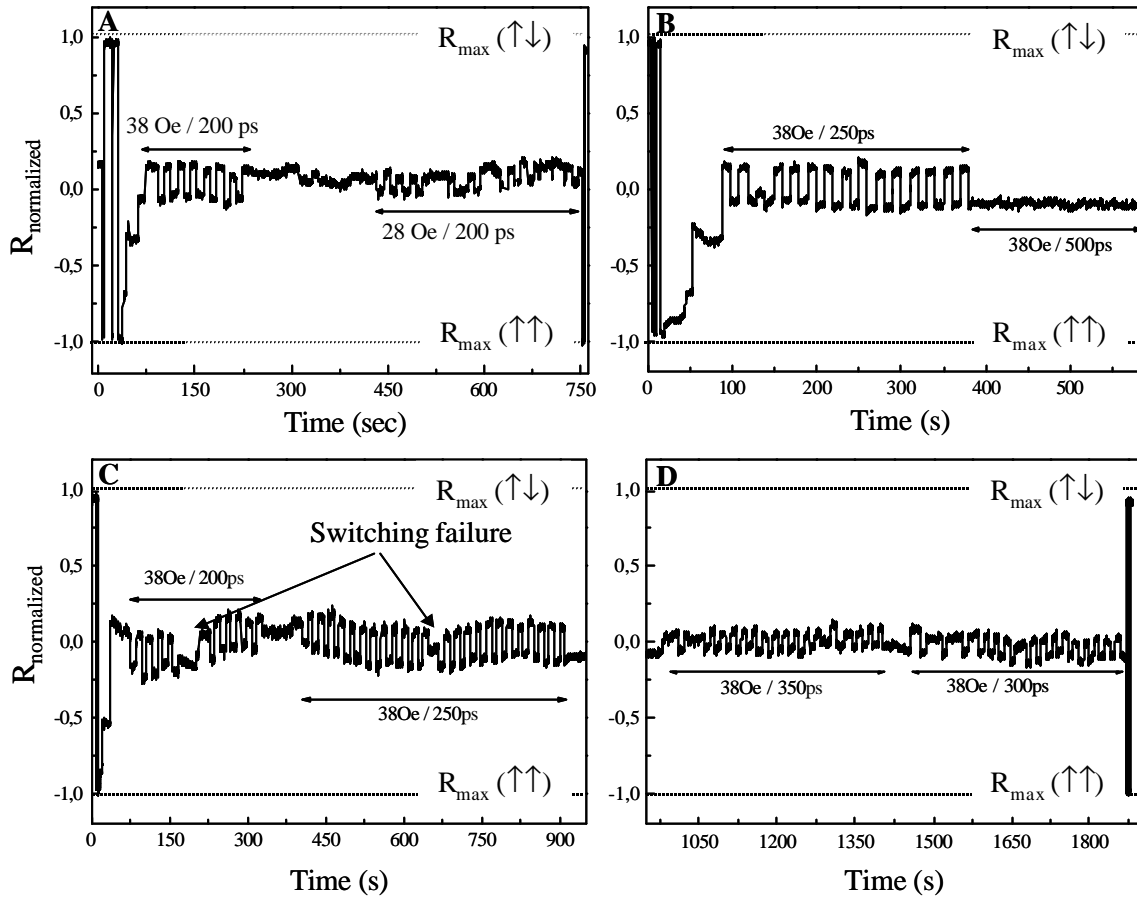 A
R_max (↑↓)
1,0
0,5
0,0
-0,5
-1,0
R_normalized
38 Oe / 200 ps
28 Oe / 200 ps
R_max (↑↑)
0 150 300 450 600 750
Time (sec)
B
R_max (↑↓)
1,0
0,5
0,0
-0,5
-1,0
38Oe / 250ps
38Oe / 500ps
R_max (↑↑)
0 100 200 300 400 500
Time (s)
C
R_max (↑↓)
1,0
0,5
0,0
-0,5
-1,0
R_normalized
Switching failure
38Oe / 200ps
38Oe / 250ps
R_max (↑↑)
0 150 300 450 600 750 900
Time (s)
D
R_max (↑↓)
1,0
0,5
0,0
-0,5
-1,0
38Oe / 350ps
38Oe / 300ps
R_max (↑↑)
1050 1200 1350 1500 1650 1800
Time (s)